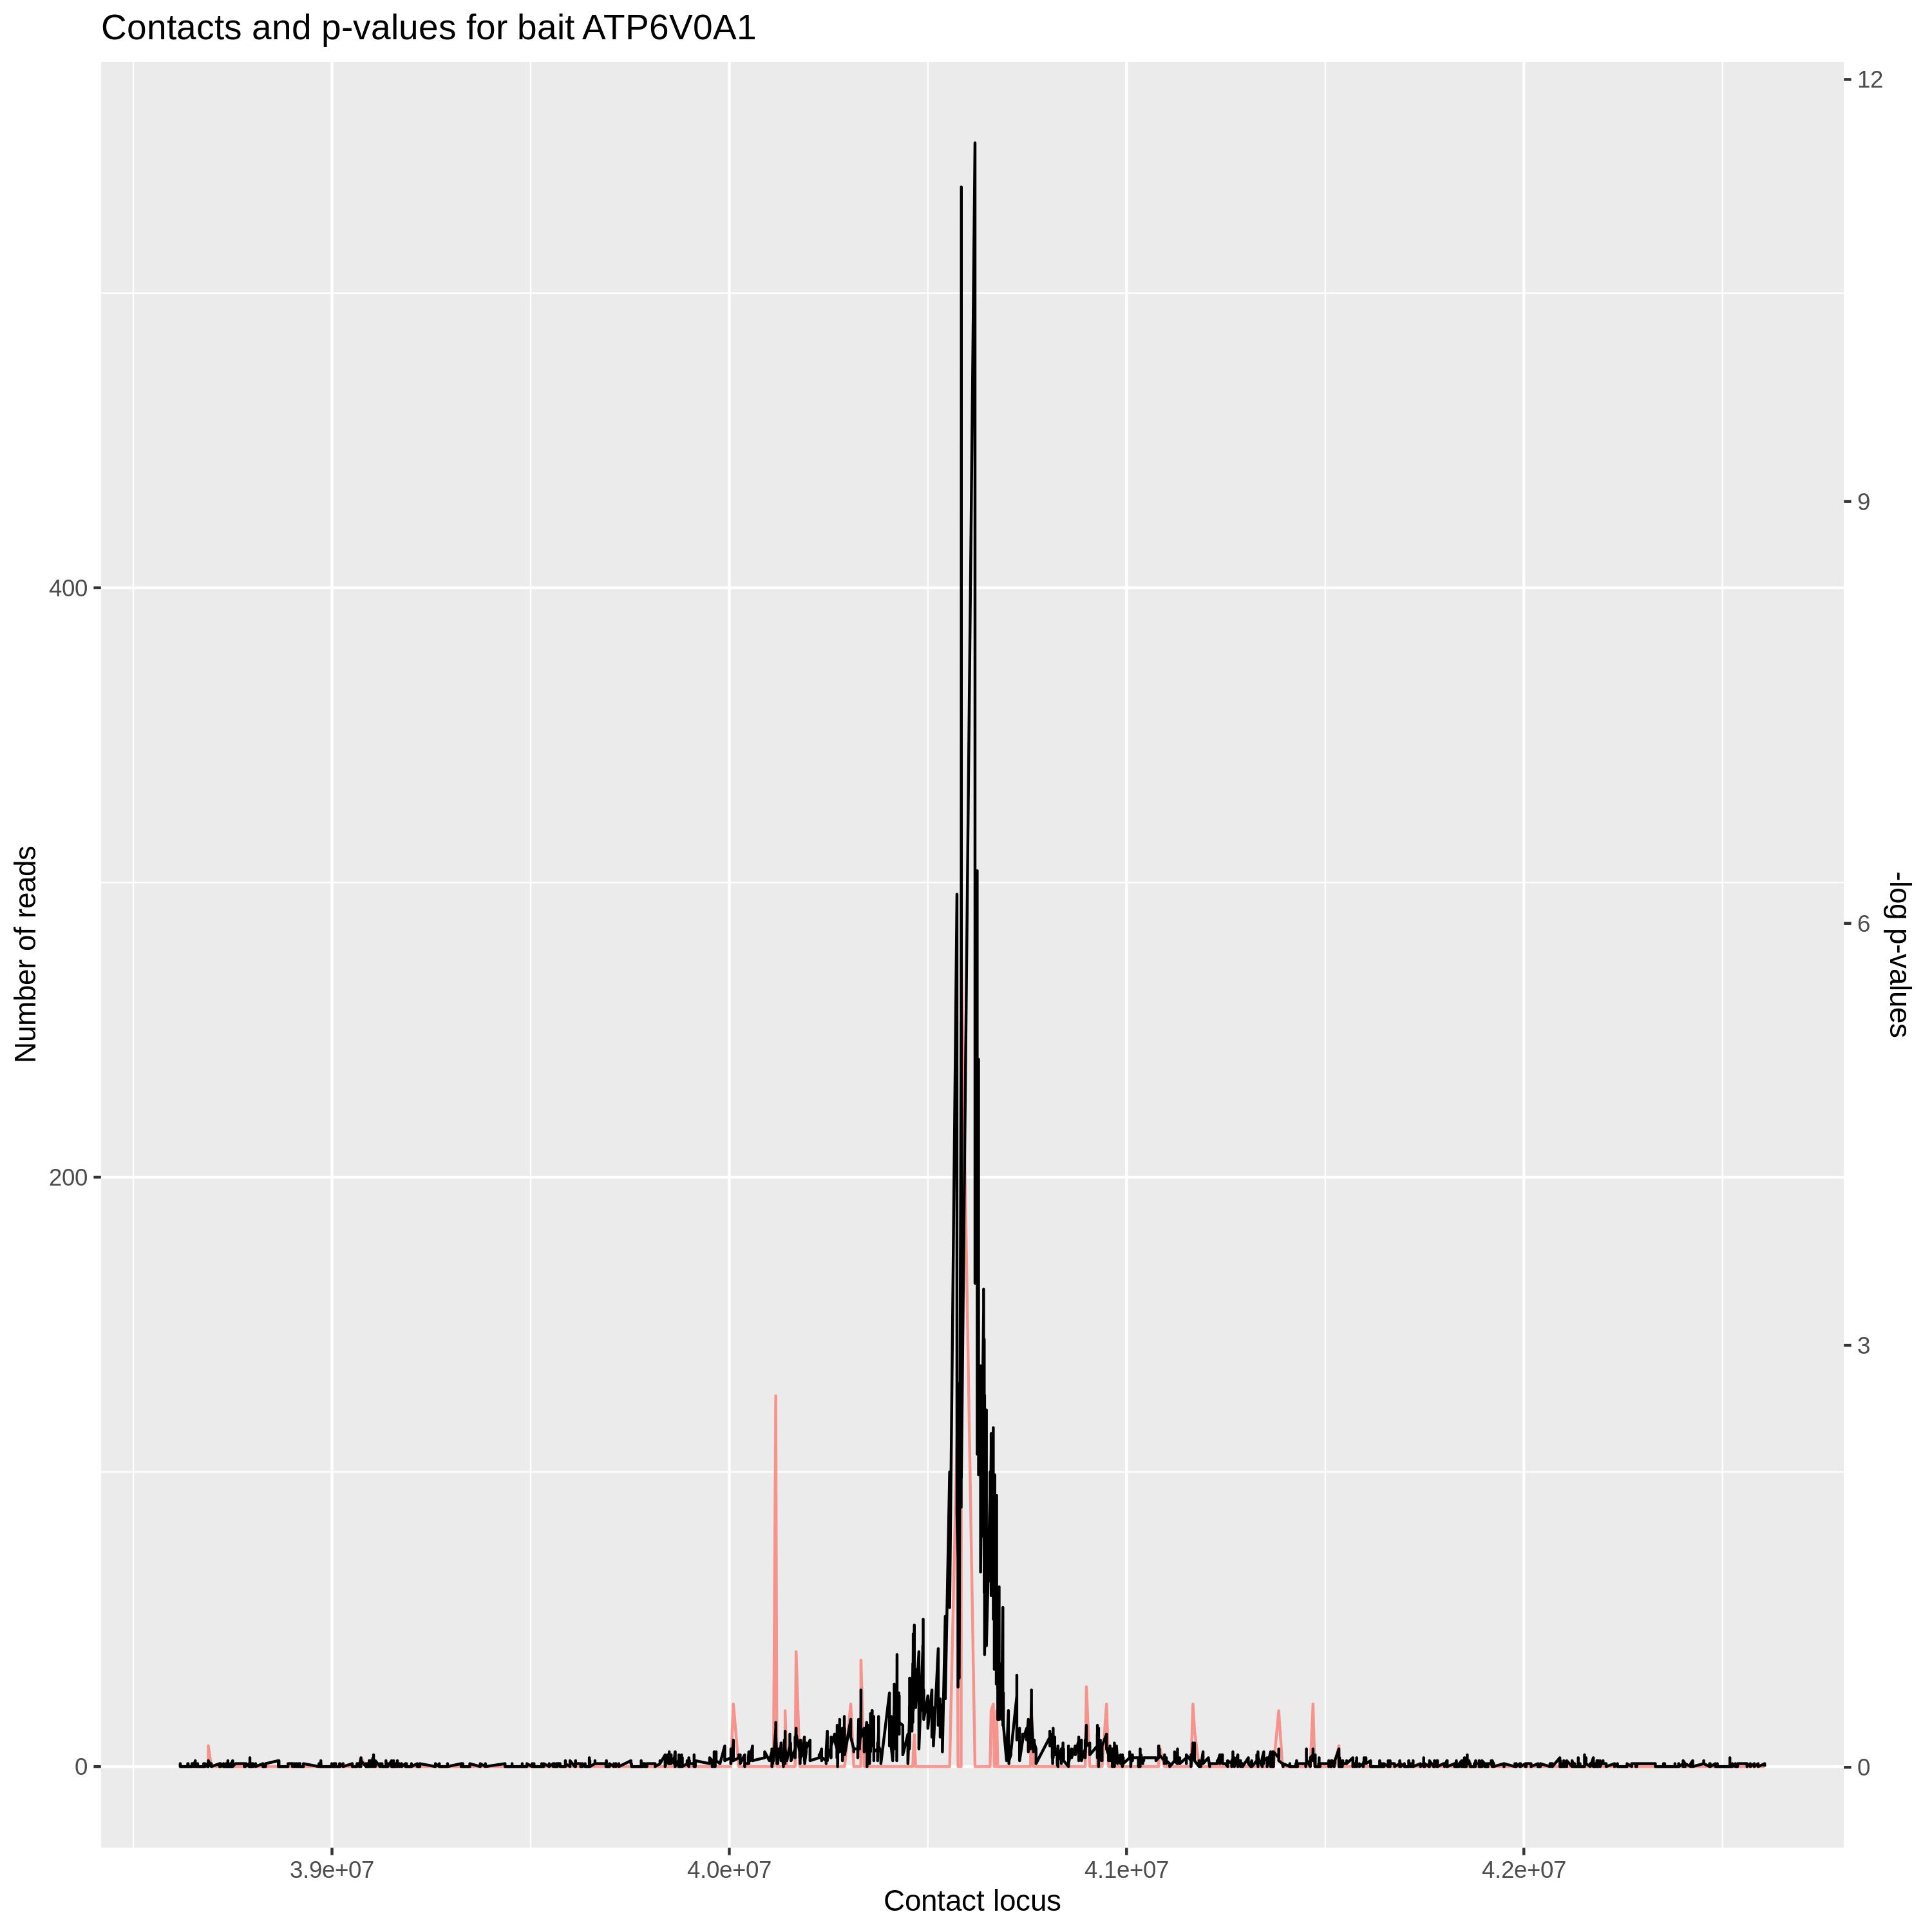 Contacts and p-values for bait ATP6V0A1
12
9
400
6
Number of reads
-log p-values
200
3
0
0
3.9e+07
4.0e+07
4.1e+07
4.2e+07
Contact locus